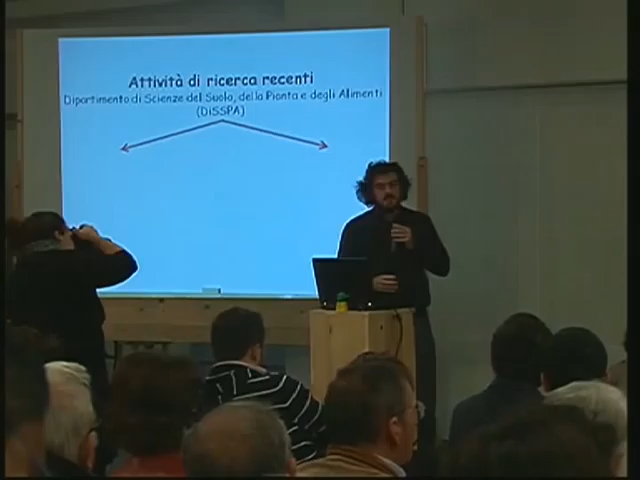 Attività di ricerca recenti
Dipartimento di Scienze del Suolo, della Pianta e degli Alimenti
(DiSSPA)